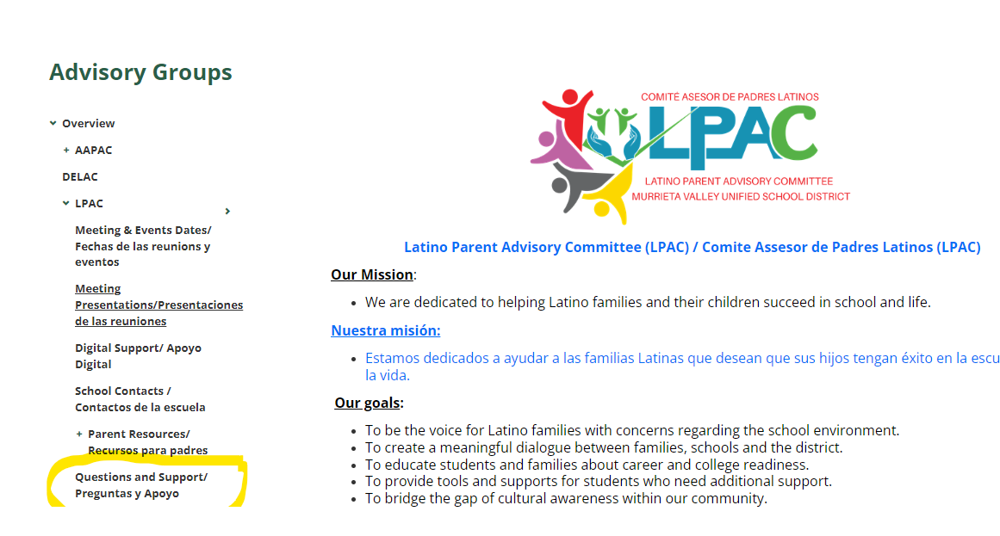 Advisory Groups
Overview
+ AAPAC
DELAC
LPAC
Meeting & Events Dates/
Fechas de las reunions y
eventos
Meeting
Presentations/Presentaciones
de las reuniones
Digital Support/ Apoyo
Digital
School Contacts /
Contactos de la escuela
+ Parent Resources/
Recursos para padres
Questions and Support/
Preguntas y Apoyo
COMITÉ ASESOR DE PADRES LATINOS
LPAC
LATINO PARENT ADVISORY COMMITTEE
MURRIETA VALLEY UNIFIED SCHOOL DISTRICT
Latino Parent Advisory Committee (LPAC) / Comite Assesor de Padres Latinos (LPAC)
Our Mission:
• We are dedicated to helping Latino families and their children succeed in school and life.
Nuestra misión:
• Estamos dedicados a ayudar a las familias Latinas que desean que sus hijos tengan éxito en la escu
la vida.
Our goals:
• To be the voice for Latino families with concerns regarding the school environment.
• To create a meaningful dialogue between families, schools and the district.
• To educate students and families about career and college readiness.
• To provide tools and supports for students who need additional support.
• To bridge the gap of cultural awareness within our community.